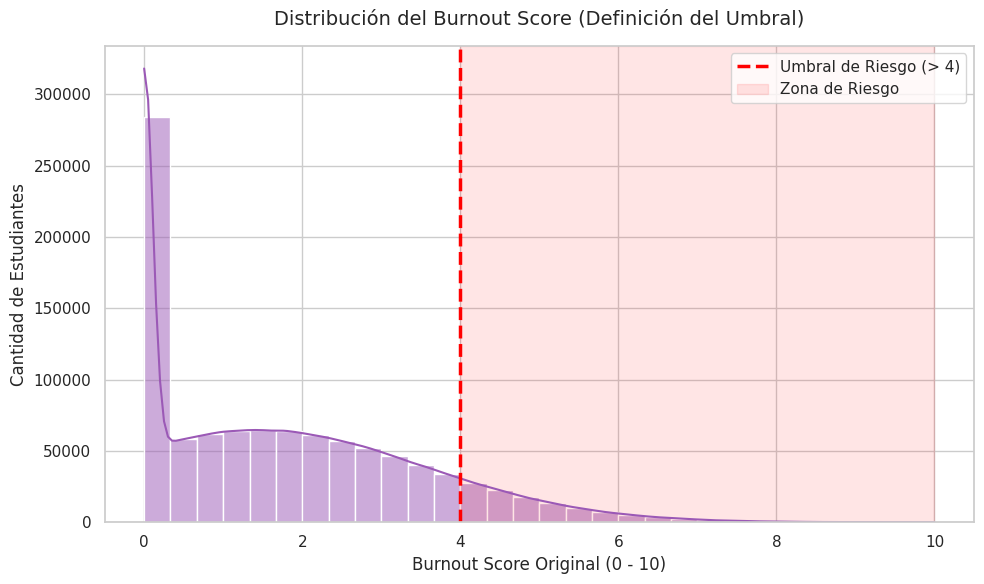 Distribución del Burnout Score (Definición del Umbral)
Umbral de Riesgo (> 4)
Zona de Riesgo
Cantidad de Estudiantes
300000
250000
200000
150000
100000
50000
0
0 2 4 6 8 10
Burnout Score Original (0 - 10)